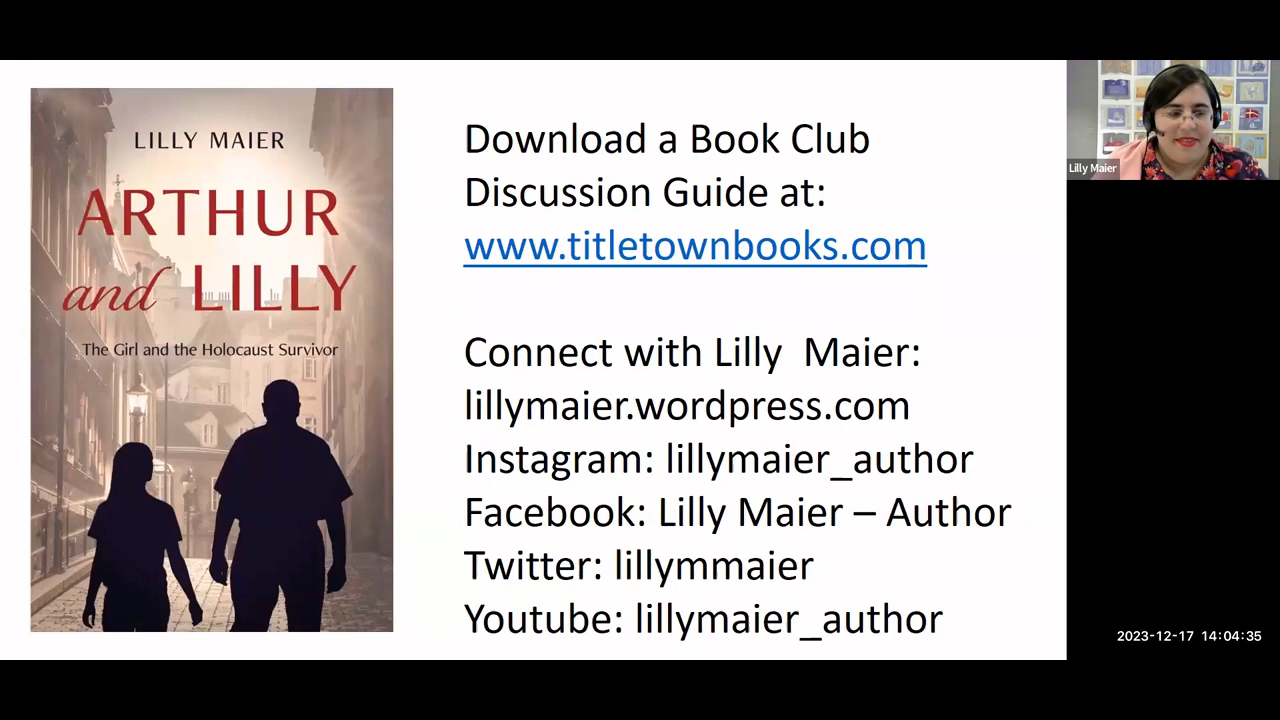 LILLY MAIER
ARTHUR
and LILLY
The Girl and the Holocaust Survivor
Download a Book Club
Discussion Guide at:
www.titletownbooks.com
Connect with Lilly  Maier:
lillymaier.wordpress.com
Instagram: lillymaier_author
Facebook: Lilly Maier – Author
Twitter: lillymmaier
Youtube: lillymaier_author
Lilly Maier
2023-12-17 14:04:35